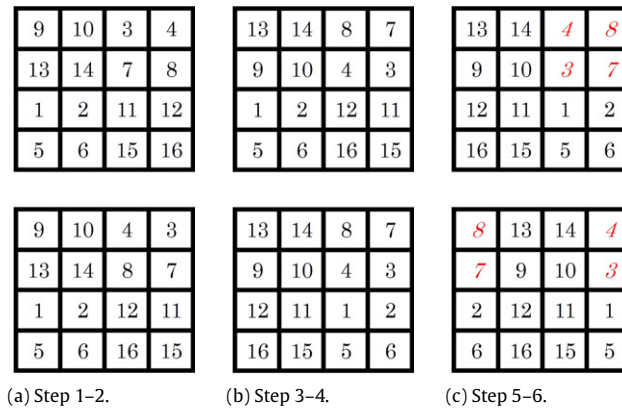 9 10 3 4
13 14 7 8
1 2 11 12
5 6 15 16
13 14 8 7
9 10 4 3
1 2 12 11
5 6 16 15
13 14 4 8
9 10 3 7
12 11 1 2
16 15 5 6
9 10 4 3
13 14 8 7
1 2 12 11
5 6 16 15
13 14 8 7
9 10 4 3
12 11 1 2
16 15 5 6
8 13 14 4
7 9 10 3
2 12 11 1
6 16 15 5
(a) Step 1–2.
(b) Step 3–4.
(c) Step 5–6.